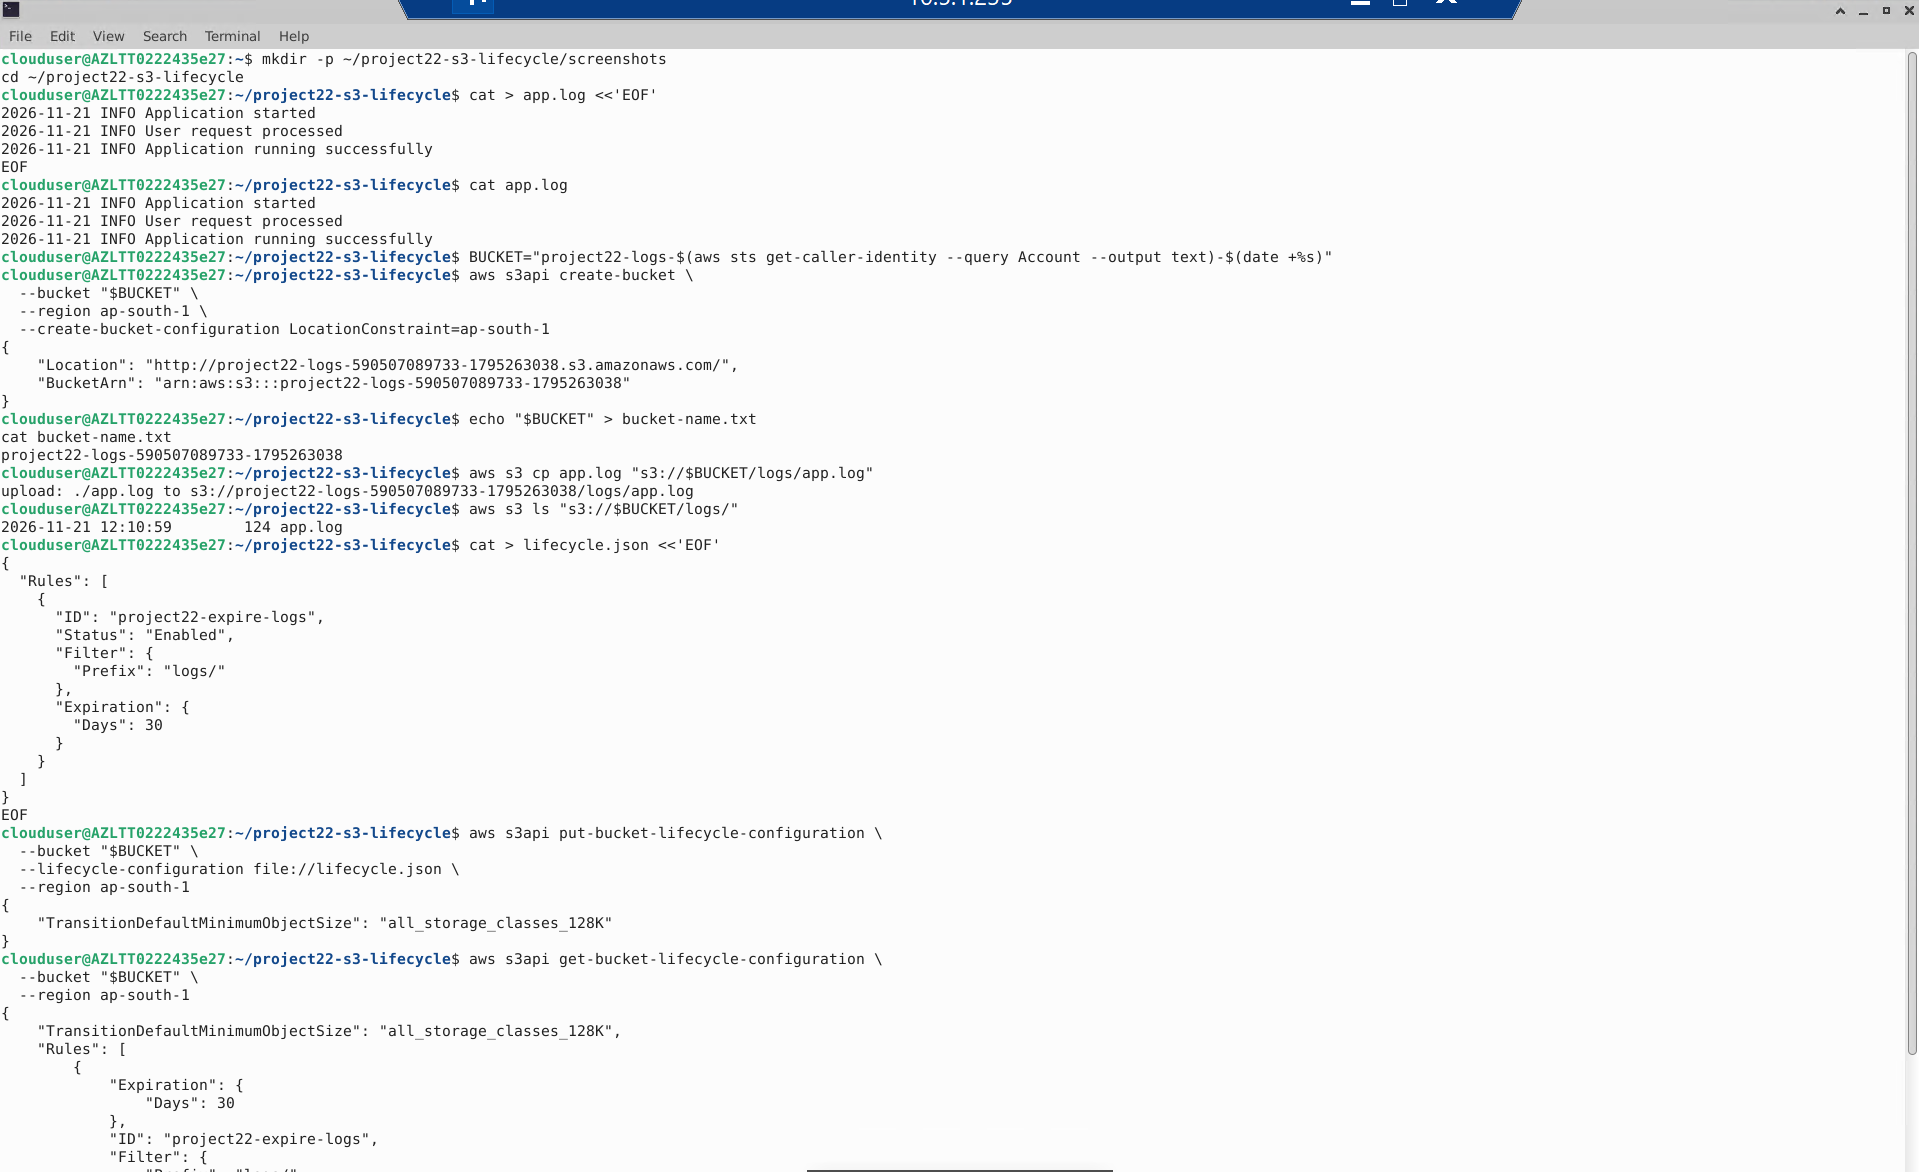 File Edit View Search Terminal Help
clouduser@AZLTT0222435e27:~$ mkdir -p ~/project22-s3-lifecycle/screenshots
cd ~/project22-s3-lifecycle
clouduser@AZLTT0222435e27:~/project22-s3-lifecycle$ cat > app.log <<'EOF'
2026-11-21 INFO Application started
2026-11-21 INFO User request processed
2026-11-21 INFO Application running successfully
EOF
clouduser@AZLTT0222435e27:~/project22-s3-lifecycle$ cat app.log
2026-11-21 INFO Application started
2026-11-21 INFO User request processed
2026-11-21 INFO Application running successfully
clouduser@AZLTT0222435e27:~/project22-s3-lifecycle$ BUCKET="project22-logs-$(aws sts get-caller-identity --query Account --output text)-$(date +%s)"
clouduser@AZLTT0222435e27:~/project22-s3-lifecycle$ aws s3api create-bucket \
  --bucket "$BUCKET" \
  --region ap-south-1 \
  --create-bucket-configuration LocationConstraint=ap-south-1
{
    "Location": "http://project22-logs-590507089733-1795263038.s3.amazonaws.com/",
    "BucketArn": "arn:aws:s3:::project22-logs-590507089733-1795263038"
}
clouduser@AZLTT0222435e27:~/project22-s3-lifecycle$ echo "$BUCKET" > bucket-name.txt
cat bucket-name.txt
project22-logs-590507089733-1795263038
clouduser@AZLTT0222435e27:~/project22-s3-lifecycle$ aws s3 cp app.log "s3://$BUCKET/logs/app.log"
upload: ./app.log to s3://project22-logs-590507089733-1795263038/logs/app.log
clouduser@AZLTT0222435e27:~/project22-s3-lifecycle$ aws s3 ls "s3://$BUCKET/logs/"
2026-11-21 12:10:59        124 app.log
clouduser@AZLTT0222435e27:~/project22-s3-lifecycle$ cat > lifecycle.json <<'EOF'
{
  "Rules": [
    {
      "ID": "project22-expire-logs",
      "Status": "Enabled",
      "Filter": {
        "Prefix": "logs/"
      },
      "Expiration": {
        "Days": 30
      }
    }
  ]
}
EOF
clouduser@AZLTT0222435e27:~/project22-s3-lifecycle$ aws s3api put-bucket-lifecycle-configuration \
  --bucket "$BUCKET" \
  --lifecycle-configuration file://lifecycle.json \
  --region ap-south-1
{
    "TransitionDefaultMinimumObjectSize": "all_storage_classes_128K"
}
clouduser@AZLTT0222435e27:~/project22-s3-lifecycle$ aws s3api get-bucket-lifecycle-configuration \
  --bucket "$BUCKET" \
  --region ap-south-1
{
    "TransitionDefaultMinimumObjectSize": "all_storage_classes_128K",
    "Rules": [
        {
            "Expiration": {
                "Days": 30
            },
            "ID": "project22-expire-logs",
            "Filter": {